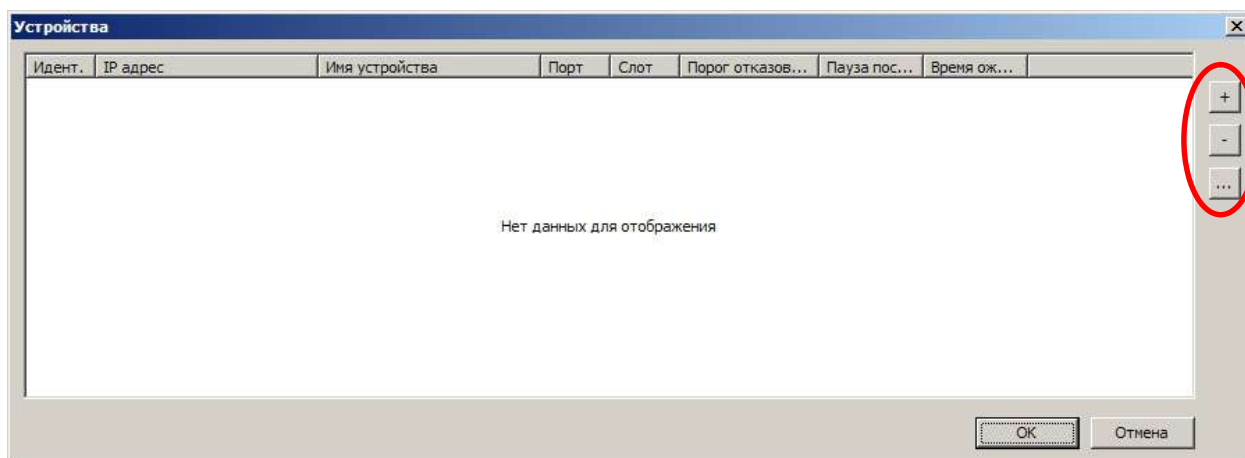 Устройства
Идент. IP адрес Имя устройства Порт Слот Порог отказов... Пауза пос... Время ож...
+
-
...
Нет данных для отображения
OK Отмена